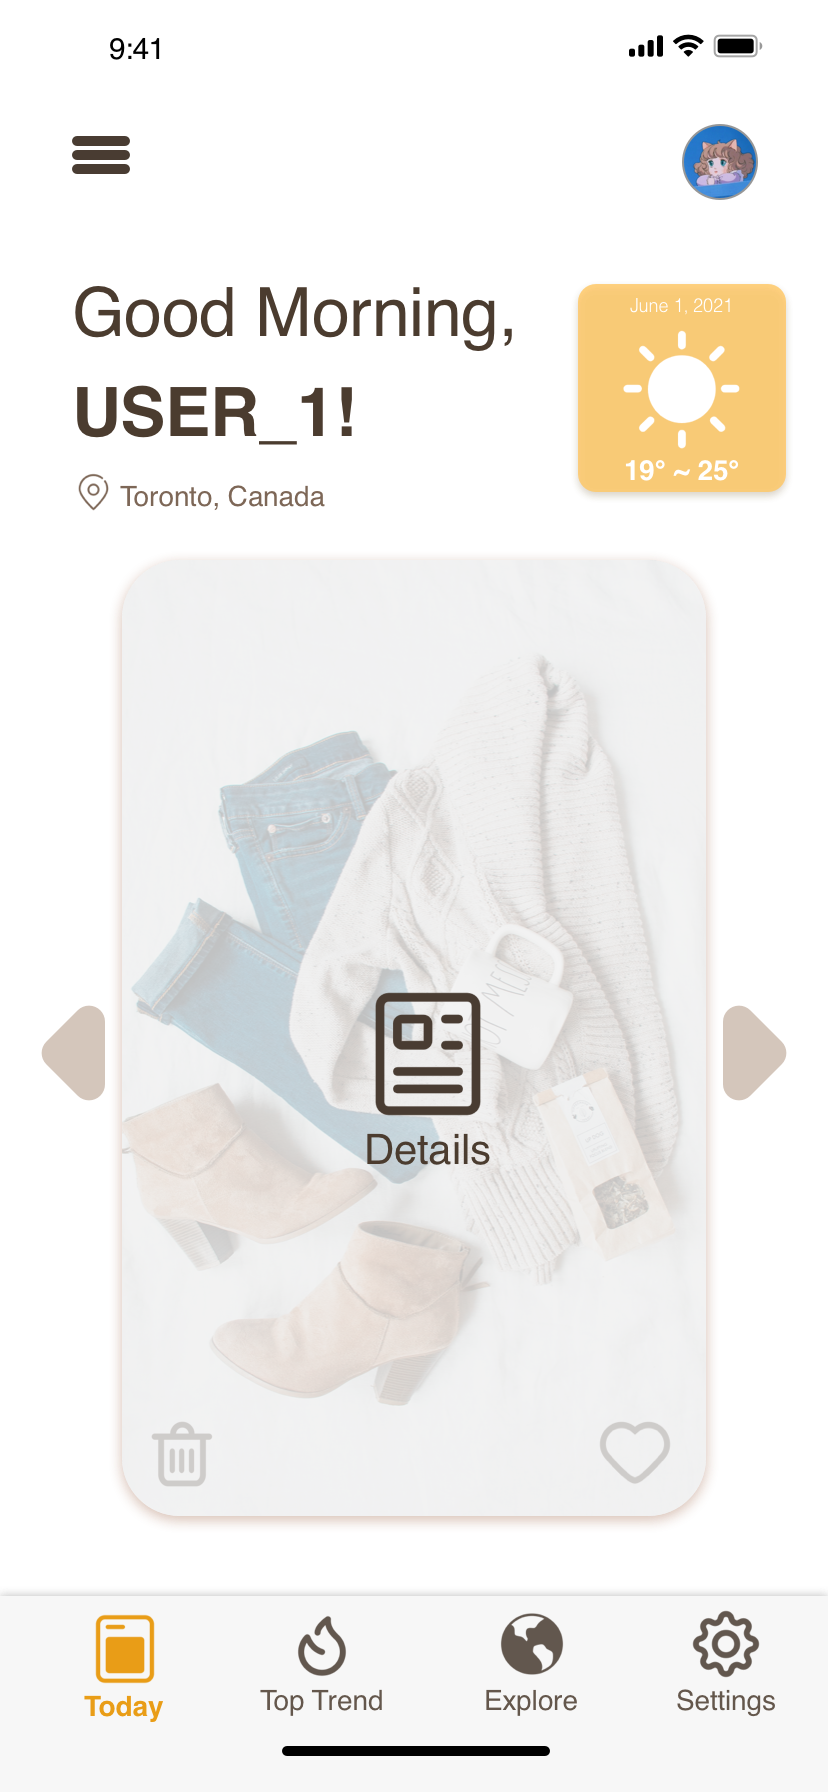 9:41
Good Morning,
USER_1!
Toronto, Canada
June 1, 2021
19° ~ 25°
Details
Today
Top Trend
Explore
Settings